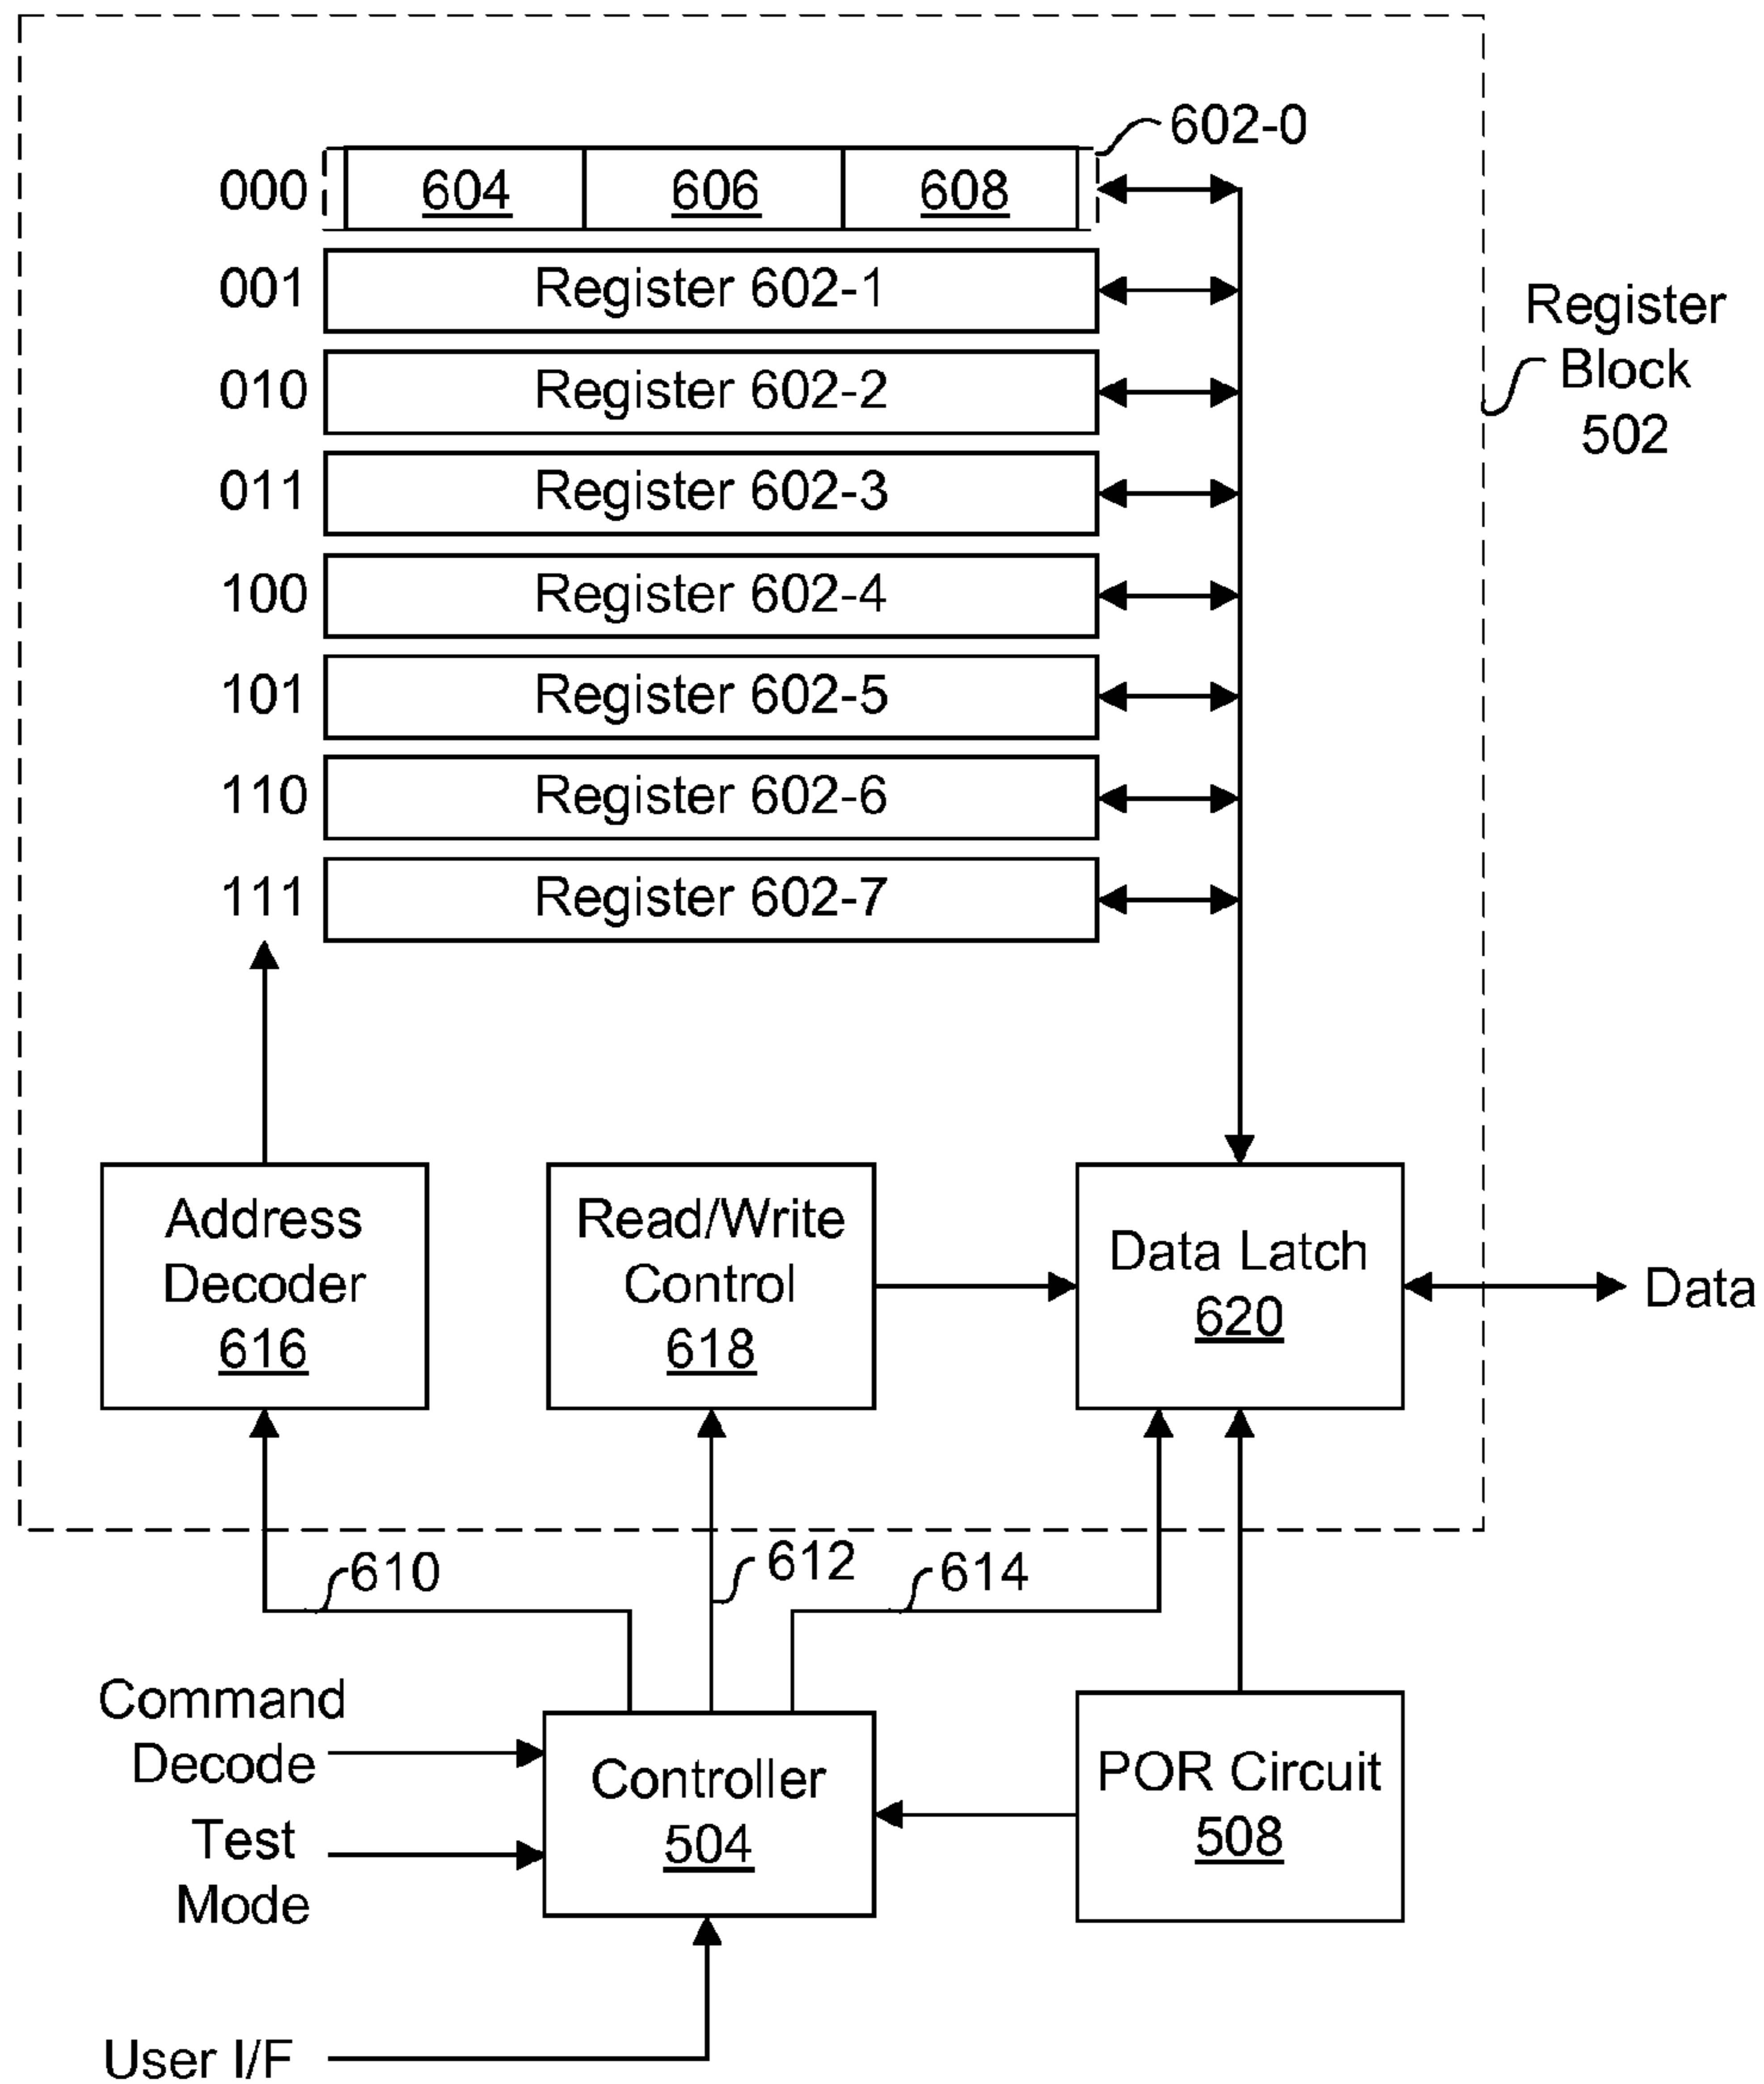 602-0
000 604 606 608
001 Register 602-1
010 Register 602-2
011 Register 602-3
100 Register 602-4
101 Register 602-5
110 Register 602-6
111 Register 602-7
Register
Block
502
Address
Decoder
616
Read/Write
Control
618
Data Latch
620
Data
610
612
614
Command
Decode
Test
Mode
Controller
504
POR Circuit
508
User I/F